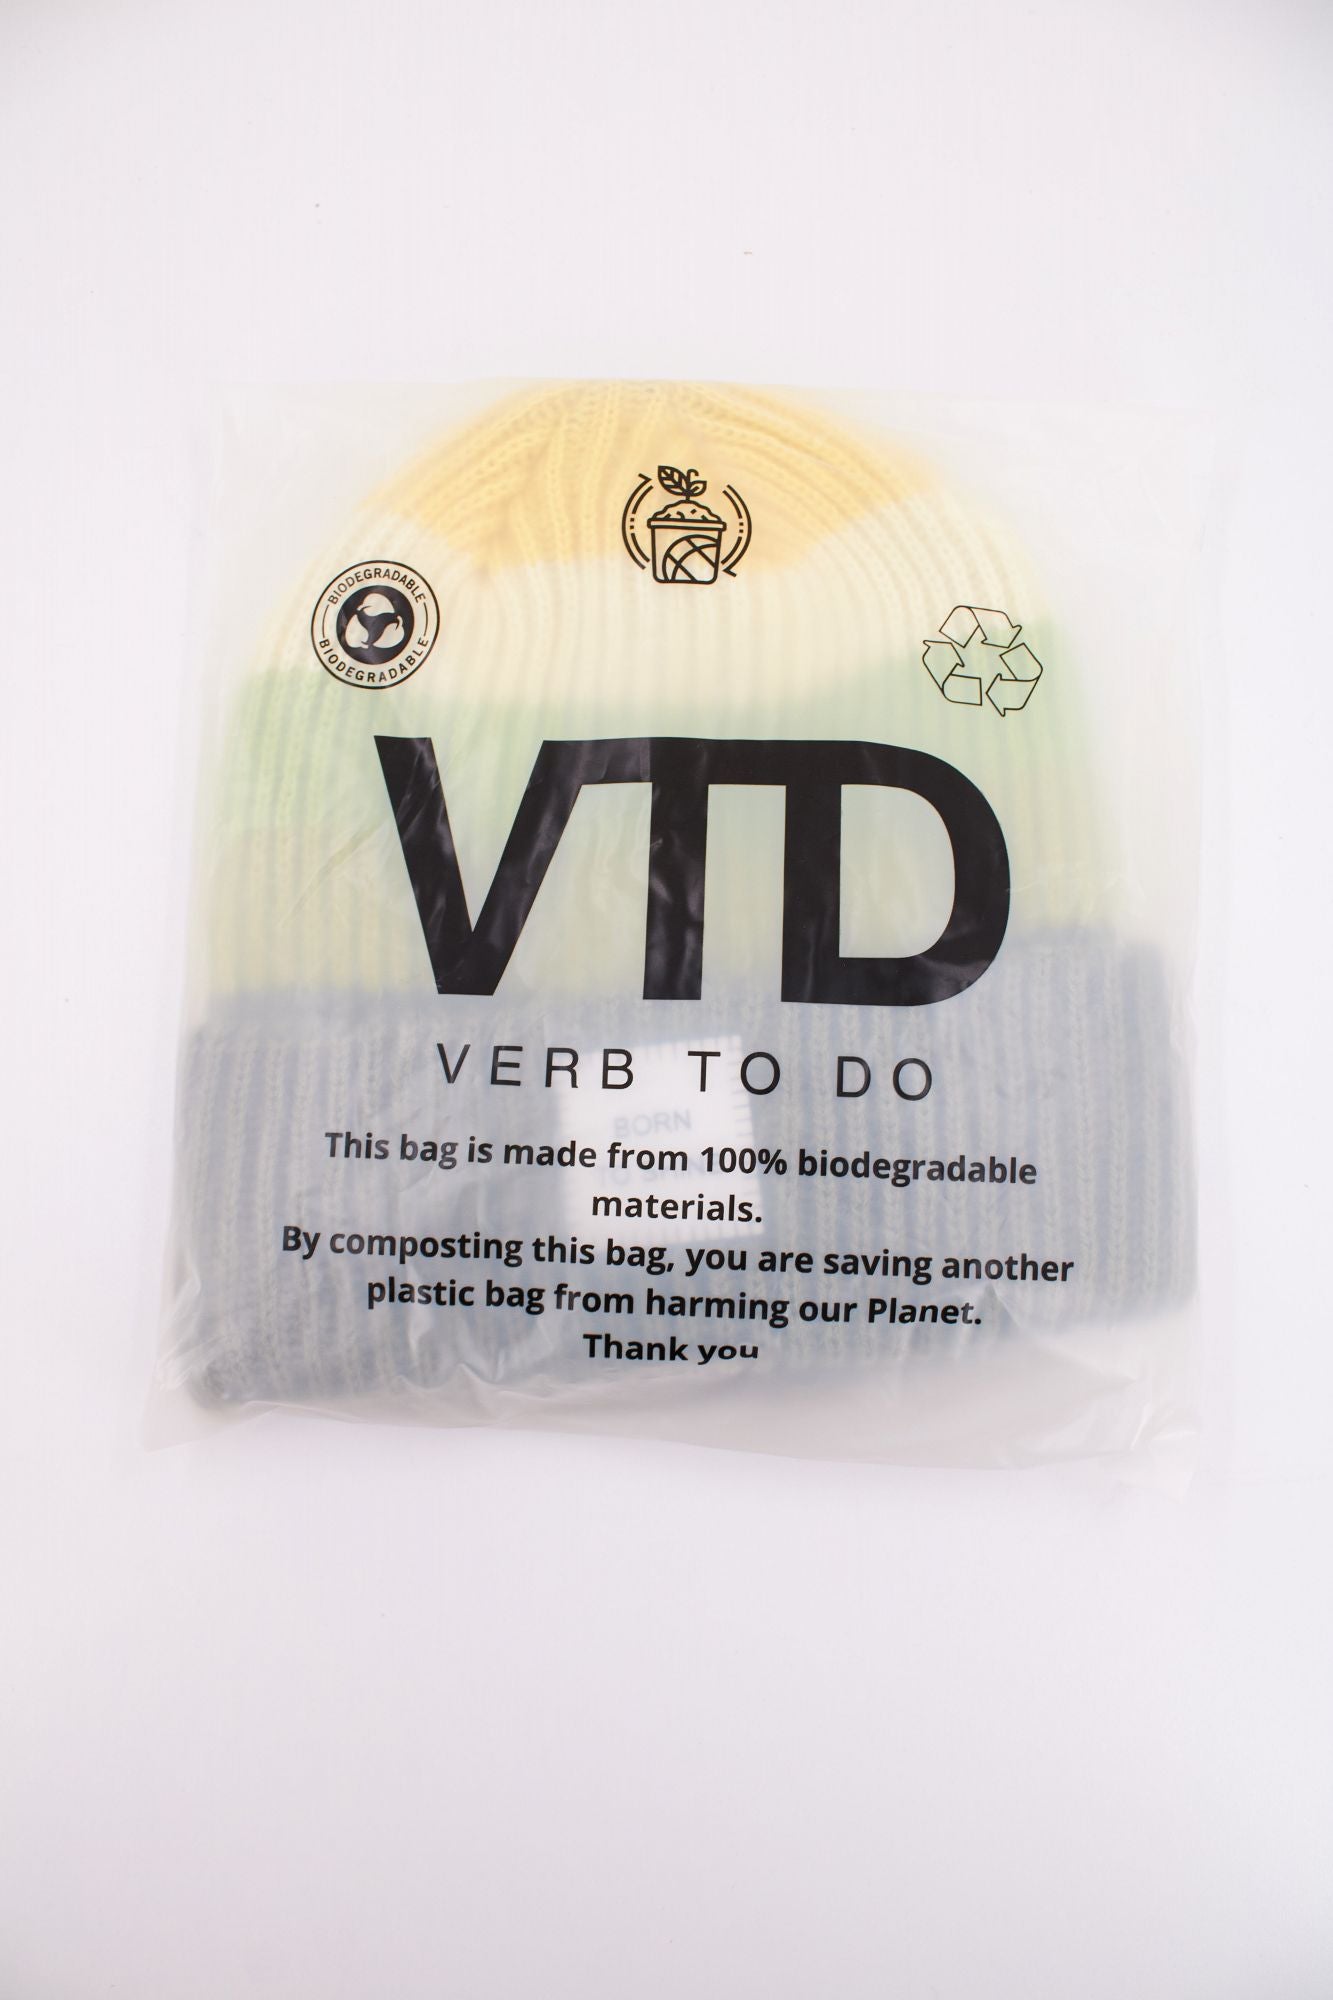 BIODEGRADABLE
BIODEGRADABLE
VTD
VERB TO DO
BORN
This bag is made from 100% biodegradable
materials.
By composting this bag, you are saving another
plastic bag from harming our Planet.
Thank you